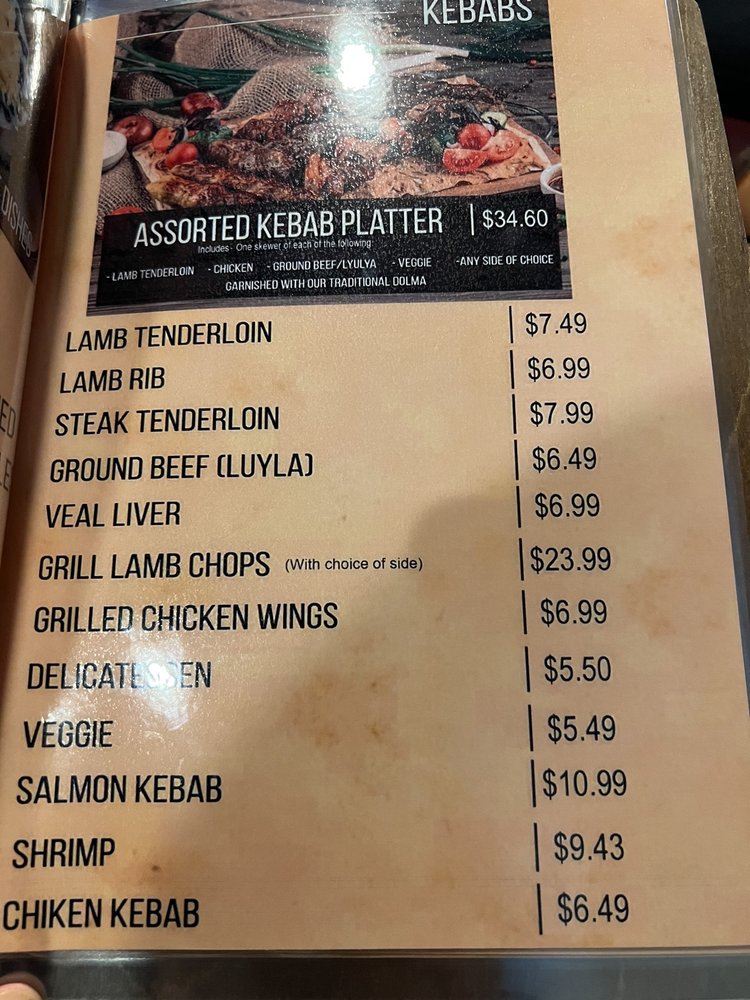 KEBABS
ASSORTED KEBAB PLATTER | $34.60
Includes - One skewer of each of the following:
- LAMB TENDERLOIN - CHICKEN - GROUND BEEF/LYULYA - VEGGIE -ANY SIDE OF CHOICE
GARNISHED WITH OUR TRADITIONAL DOLMA
LAMB TENDERLOIN | $7.49
LAMB RIB | $6.99
STEAK TENDERLOIN | $7.99
GROUND BEEF (LUYLA) | $6.49
VEAL LIVER | $6.99
GRILL LAMB CHOPS (With choice of side) | $23.99
GRILLED CHICKEN WINGS | $6.99
DELICATESSEN | $5.50
VEGGIE | $5.49
SALMON KEBAB | $10.99
SHRIMP | $9.43
CHIKEN KEBAB | $6.49